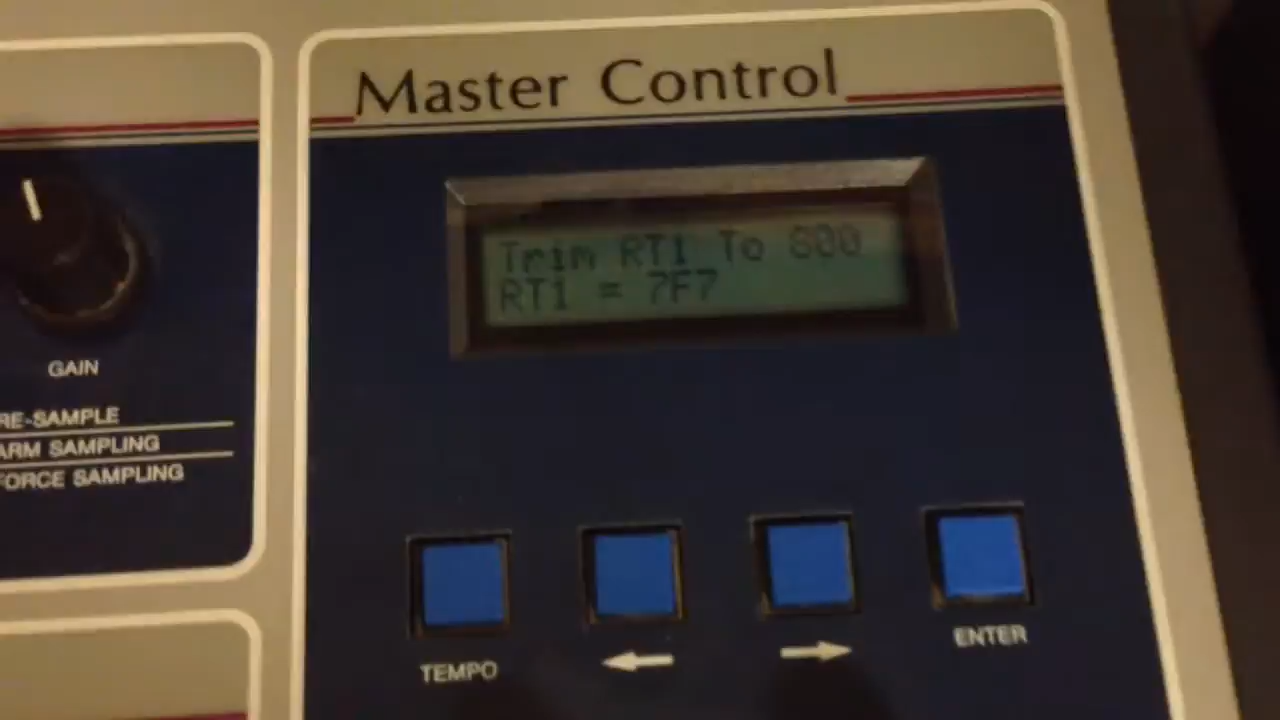 Master Control
Trim RT1 To 800
RT1 = 7F7
GAIN
RE-SAMPLE
ARM SAMPLING
FORCE SAMPLING
TEMPO
ENTER